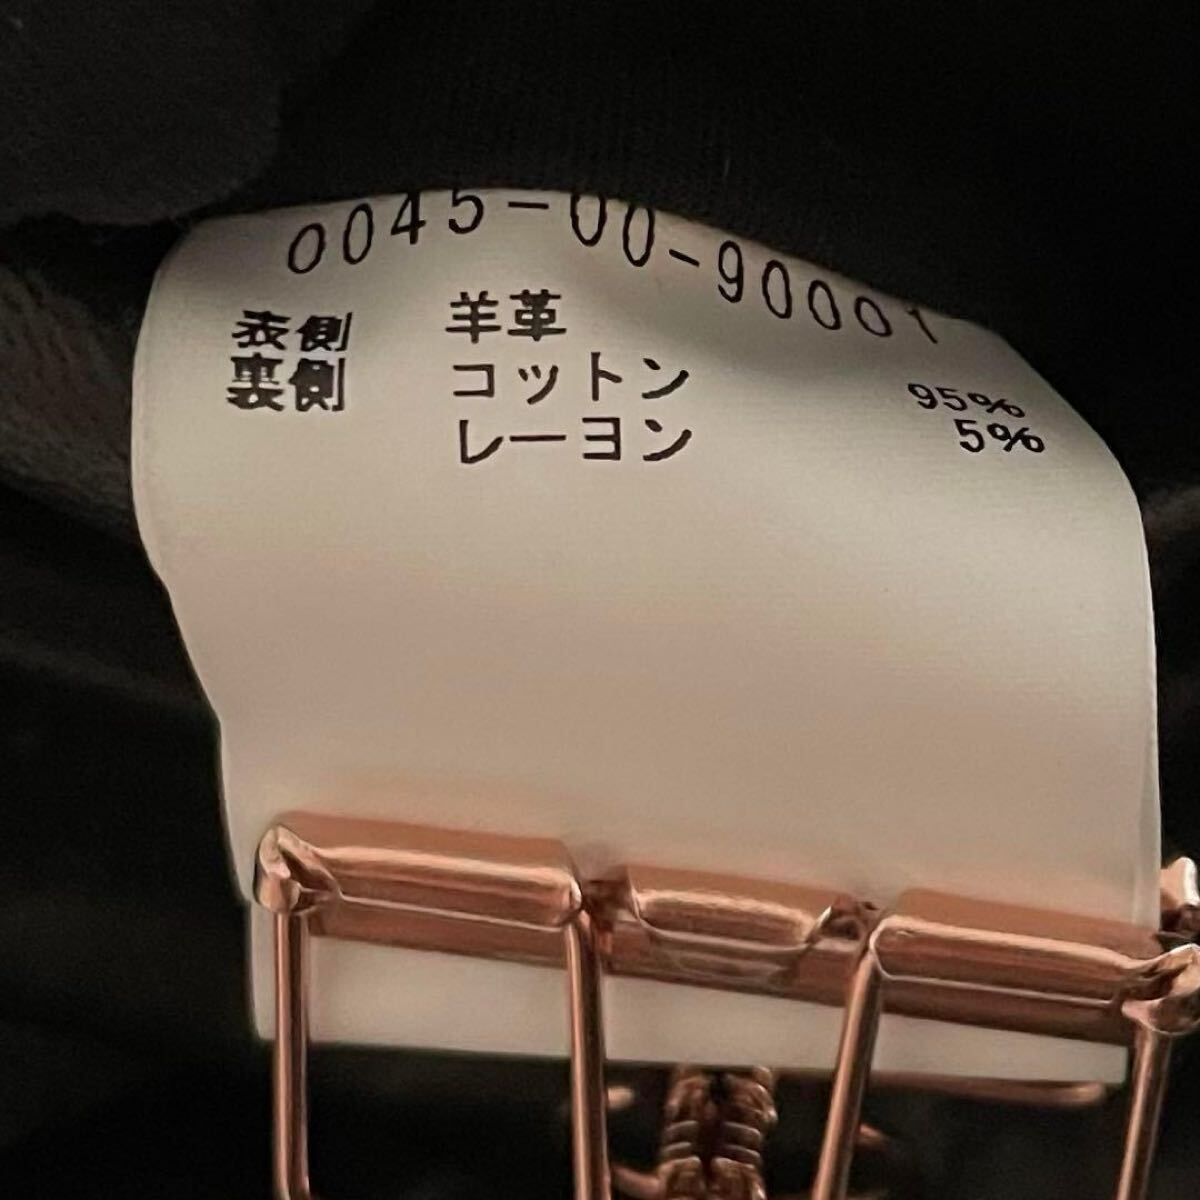 0045-00-90001
表側 羊革
裏側 コットン 95%
レーヨン 5%